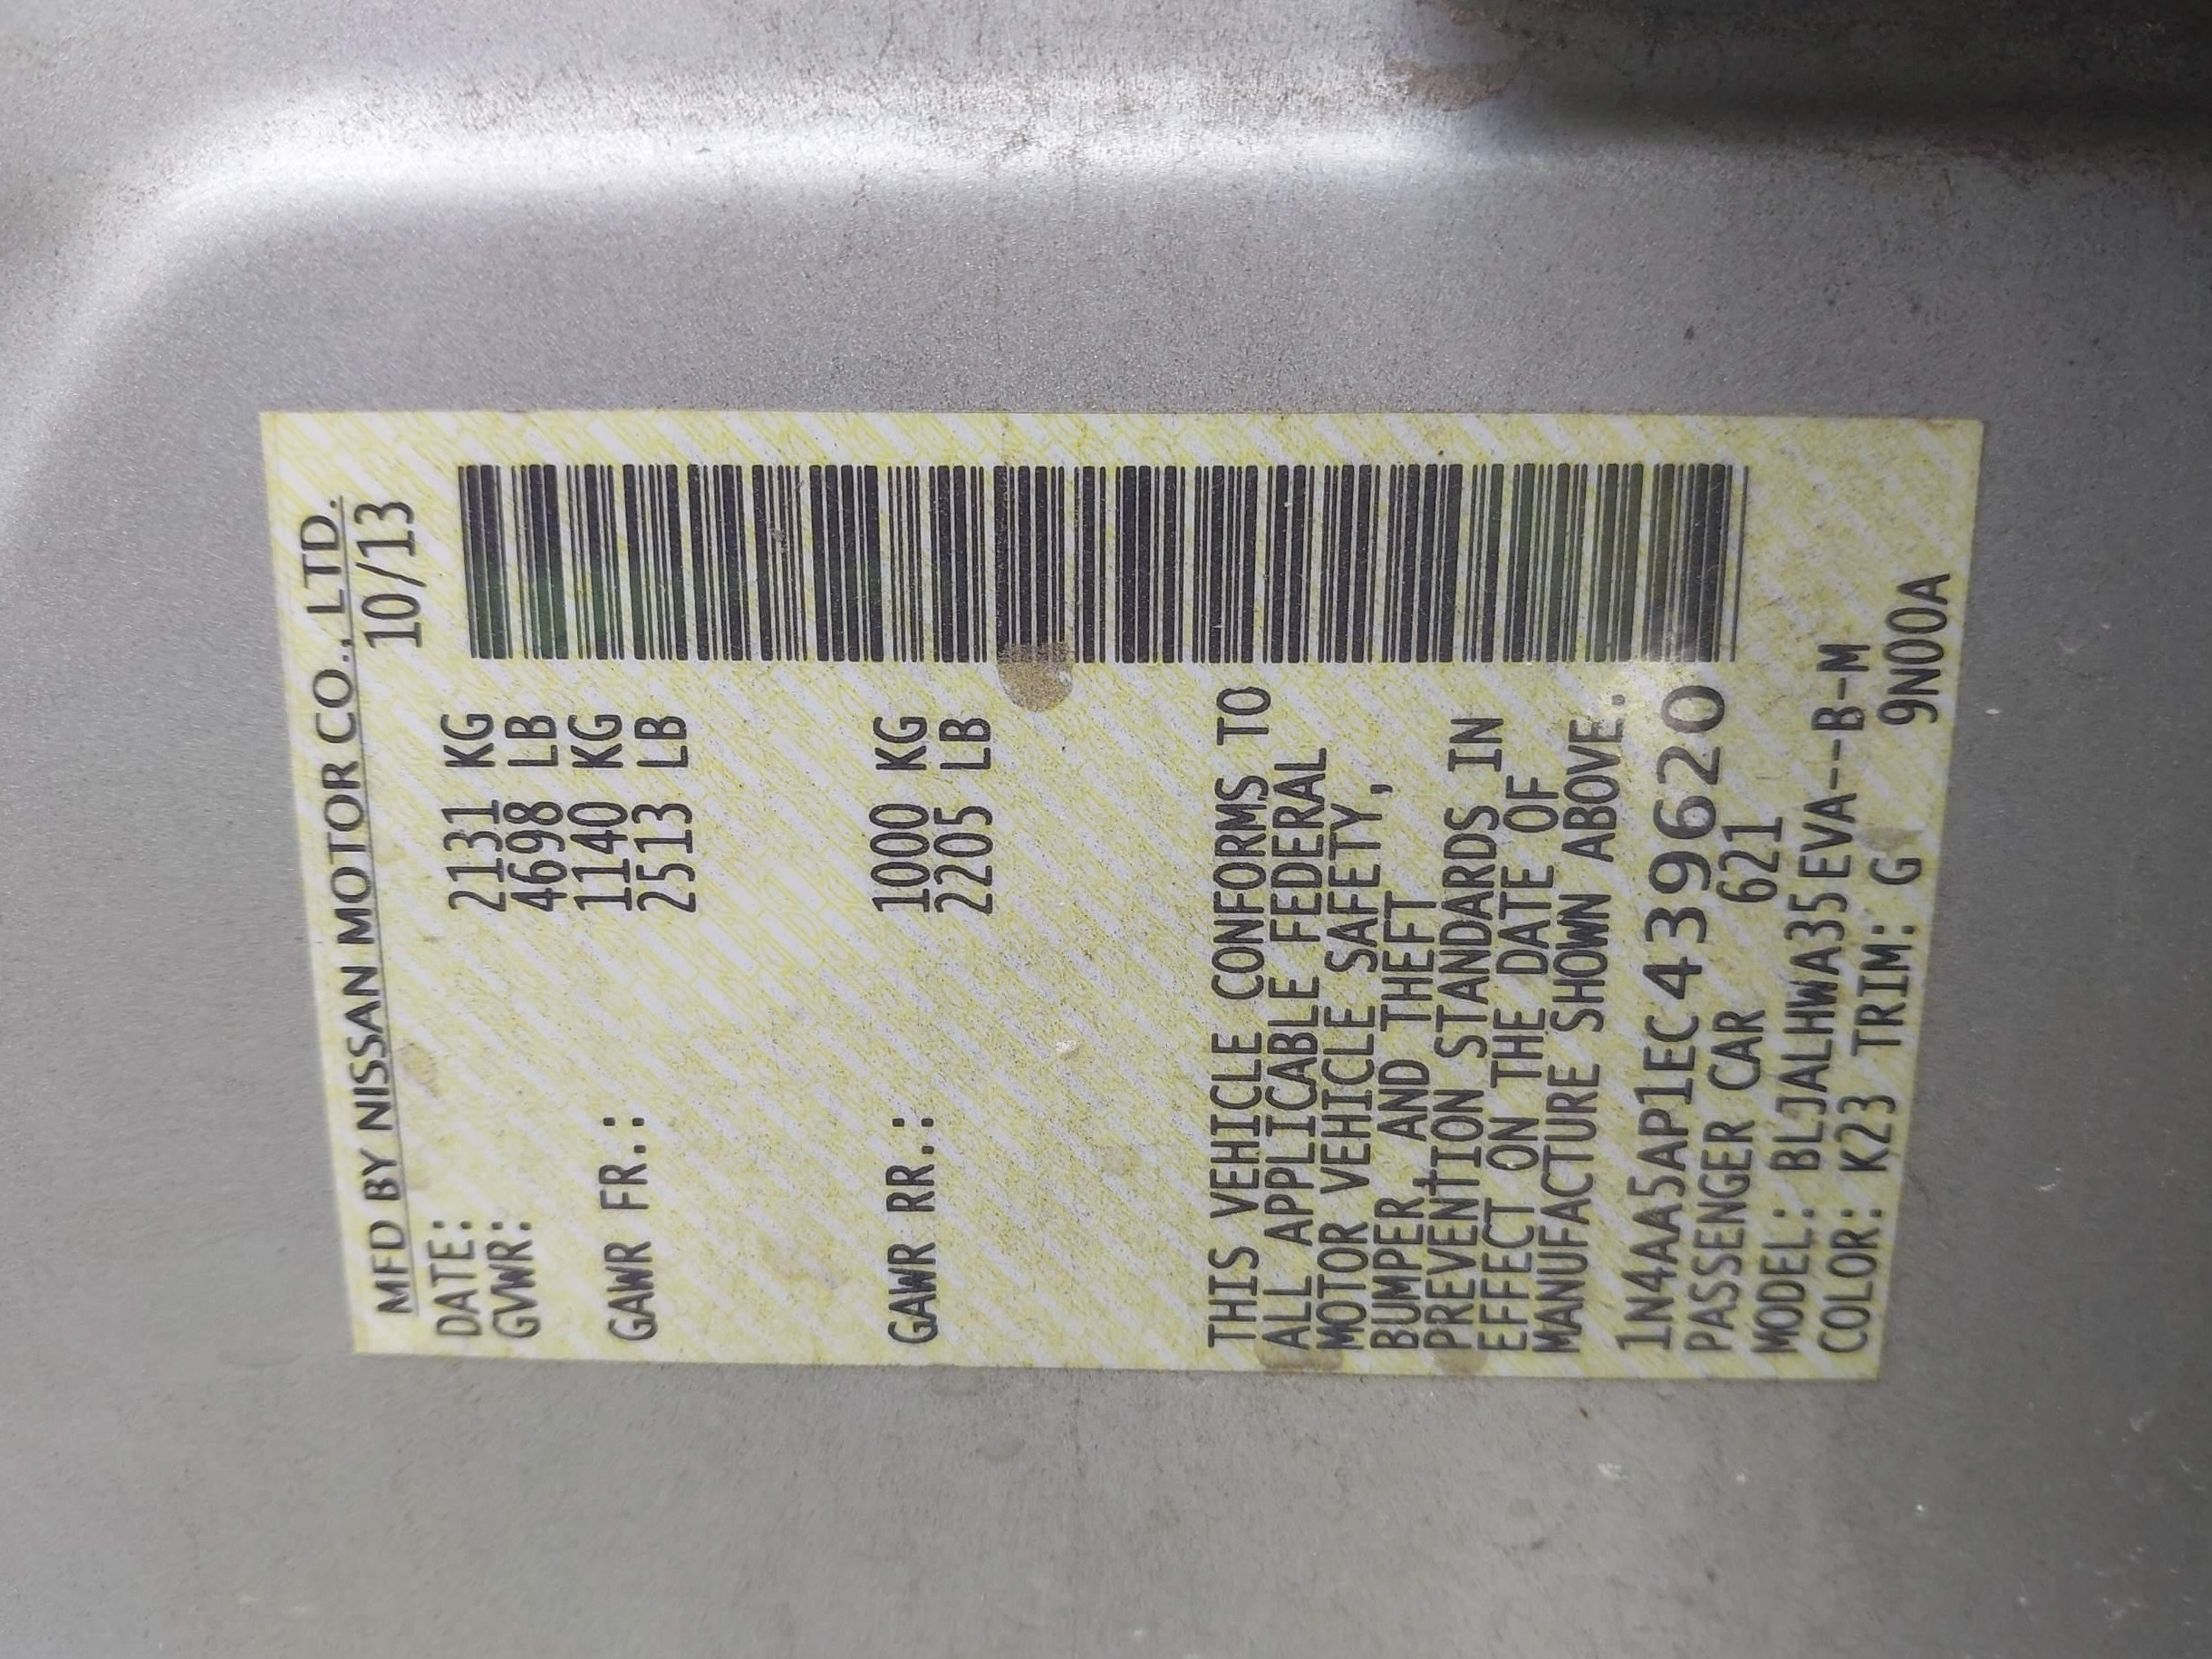 MFD BY NISSAN MOTOR CO., LTD.
DATE: 10/13
GVWR: 2131 KG
4698 LB
GAWR FR.: 1140 KG
2513 LB
GAWR RR.: 1000 KG
2205 LB
THIS VEHICLE CONFORMS TO
ALL APPLICABLE FEDERAL
MOTOR VEHICLE SAFETY,
BUMPER AND THEFT
PREVENTION STANDARDS IN
EFFECT ON THE DATE OF
MANUFACTURE SHOWN ABOVE.
1N4AA5AP1EC439620
PASSENGER CAR 621
MODEL: BLJALHWA35EVA--B-M
COLOR: K23 TRIM: G 9N00A